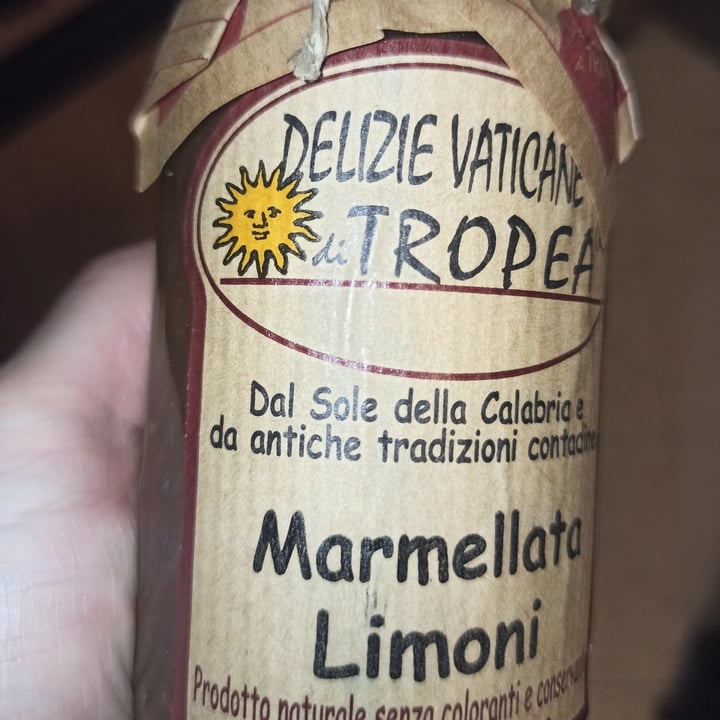 DELIZIE VATICANE
di TROPEA
Dal Sole della Calabria e
da antiche tradizioni contadine
Marmellata
Limoni
Prodotto naturale senza coloranti e